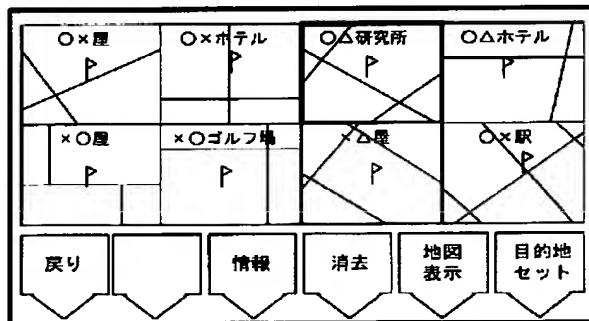 ○×屋 ○×ホテル ○△研究所 ○△ホテル
×○屋 ×○ゴルフ場 ×△屋 ○×駅
戻り 情報 消去 地図表示 目的地セット